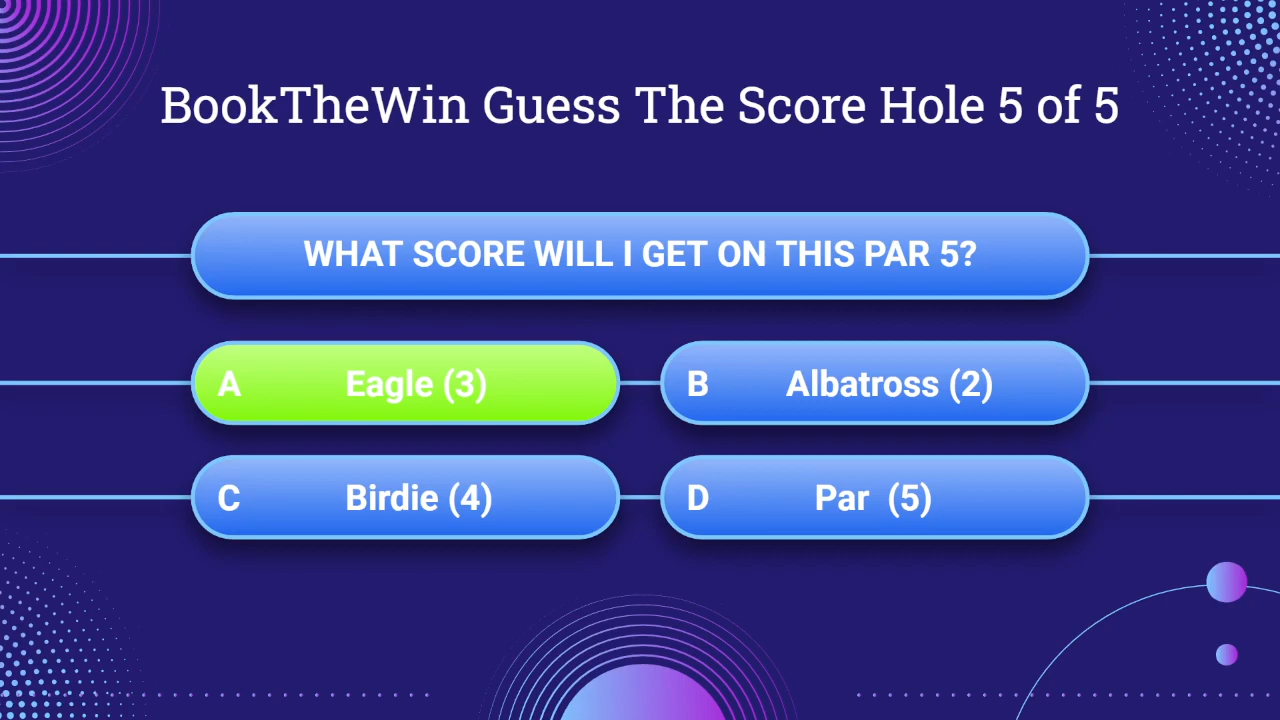 BookTheWin Guess The Score Hole 5 of 5
WHAT SCORE WILL I GET ON THIS PAR 5?
A Eagle (3)
B Albatross (2)
C Birdie (4)
D Par (5)